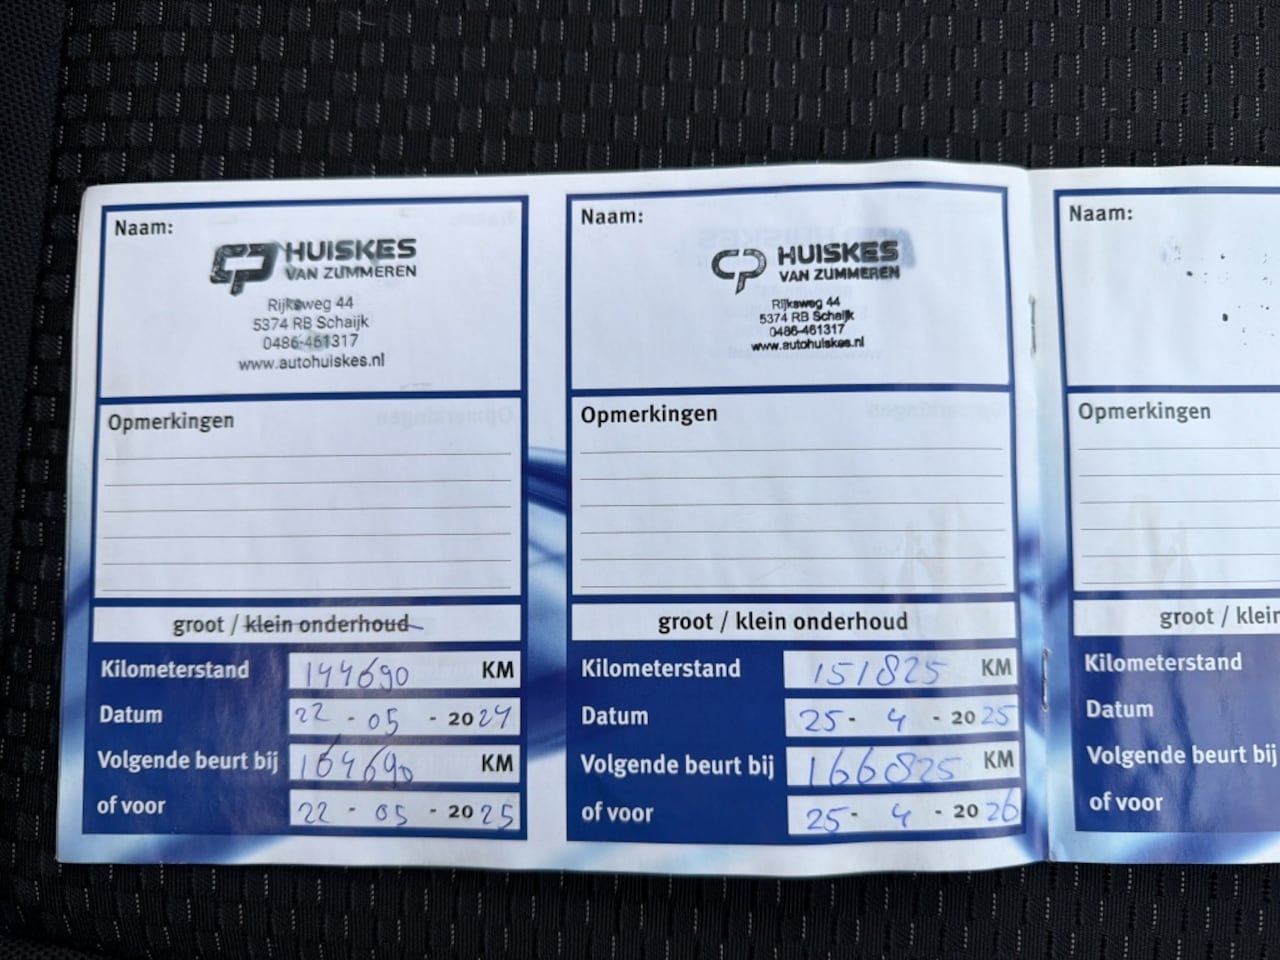 Naam:
HUISKES
VAN ZUMMEREN
Rijksweg 44
5374 RB Schaijk
0486-461317
www.autohuiskes.nl
Opmerkingen
groot / klein onderhoud
Kilometerstand 144690 KM
Datum 22 - 05 - 2024
Volgende beurt bij 164690 KM
of voor 22 - 05 - 2025
Naam:
HUISKES
VAN ZUMMEREN
Rijksweg 44
5374 RB Schaijk
0486-461317
www.autohuiskes.nl
Opmerkingen
groot / klein onderhoud
Kilometerstand 151825 KM
Datum 25 - 4 - 2025
Volgende beurt bij 166825 KM
of voor 25 - 4 - 2026
Naam:
Opmerkingen
groot / klein
Kilometerstand
Datum
Volgende beurt bij
of voor